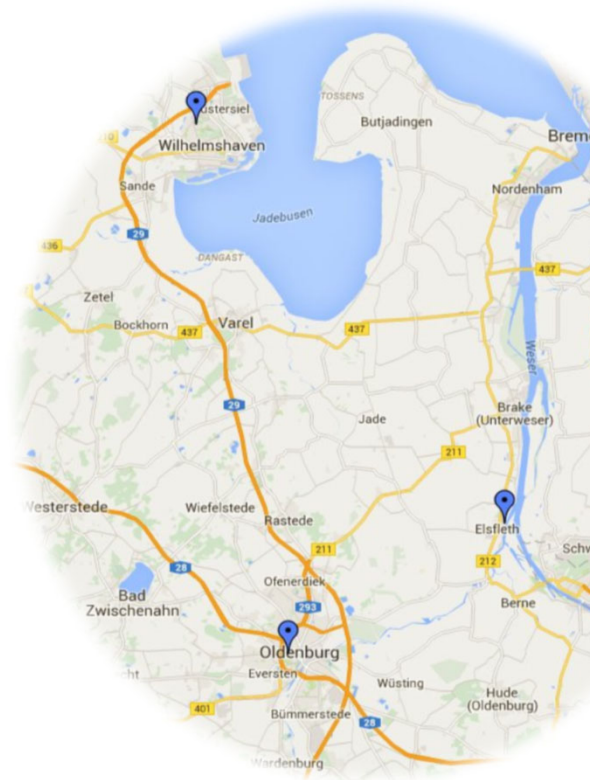 TOSSENS
Butjadingen
Wilhelmshaven
Nordenham
Sande
Jadebusen
29
436
DANGAST
437
Zetel
Bockhorn
437
Varel
437
Weser
29
Jade
Brake
(Unterweser)
211
Wiefelstede
Rastede
Elsfleth
211
212
28
Ofenerdiek
Bad
Zwischenahn
293
Berne
Oldenburg
Eversten
Wüsting
Hude
(Oldenburg)
401
Bümmerstede
28